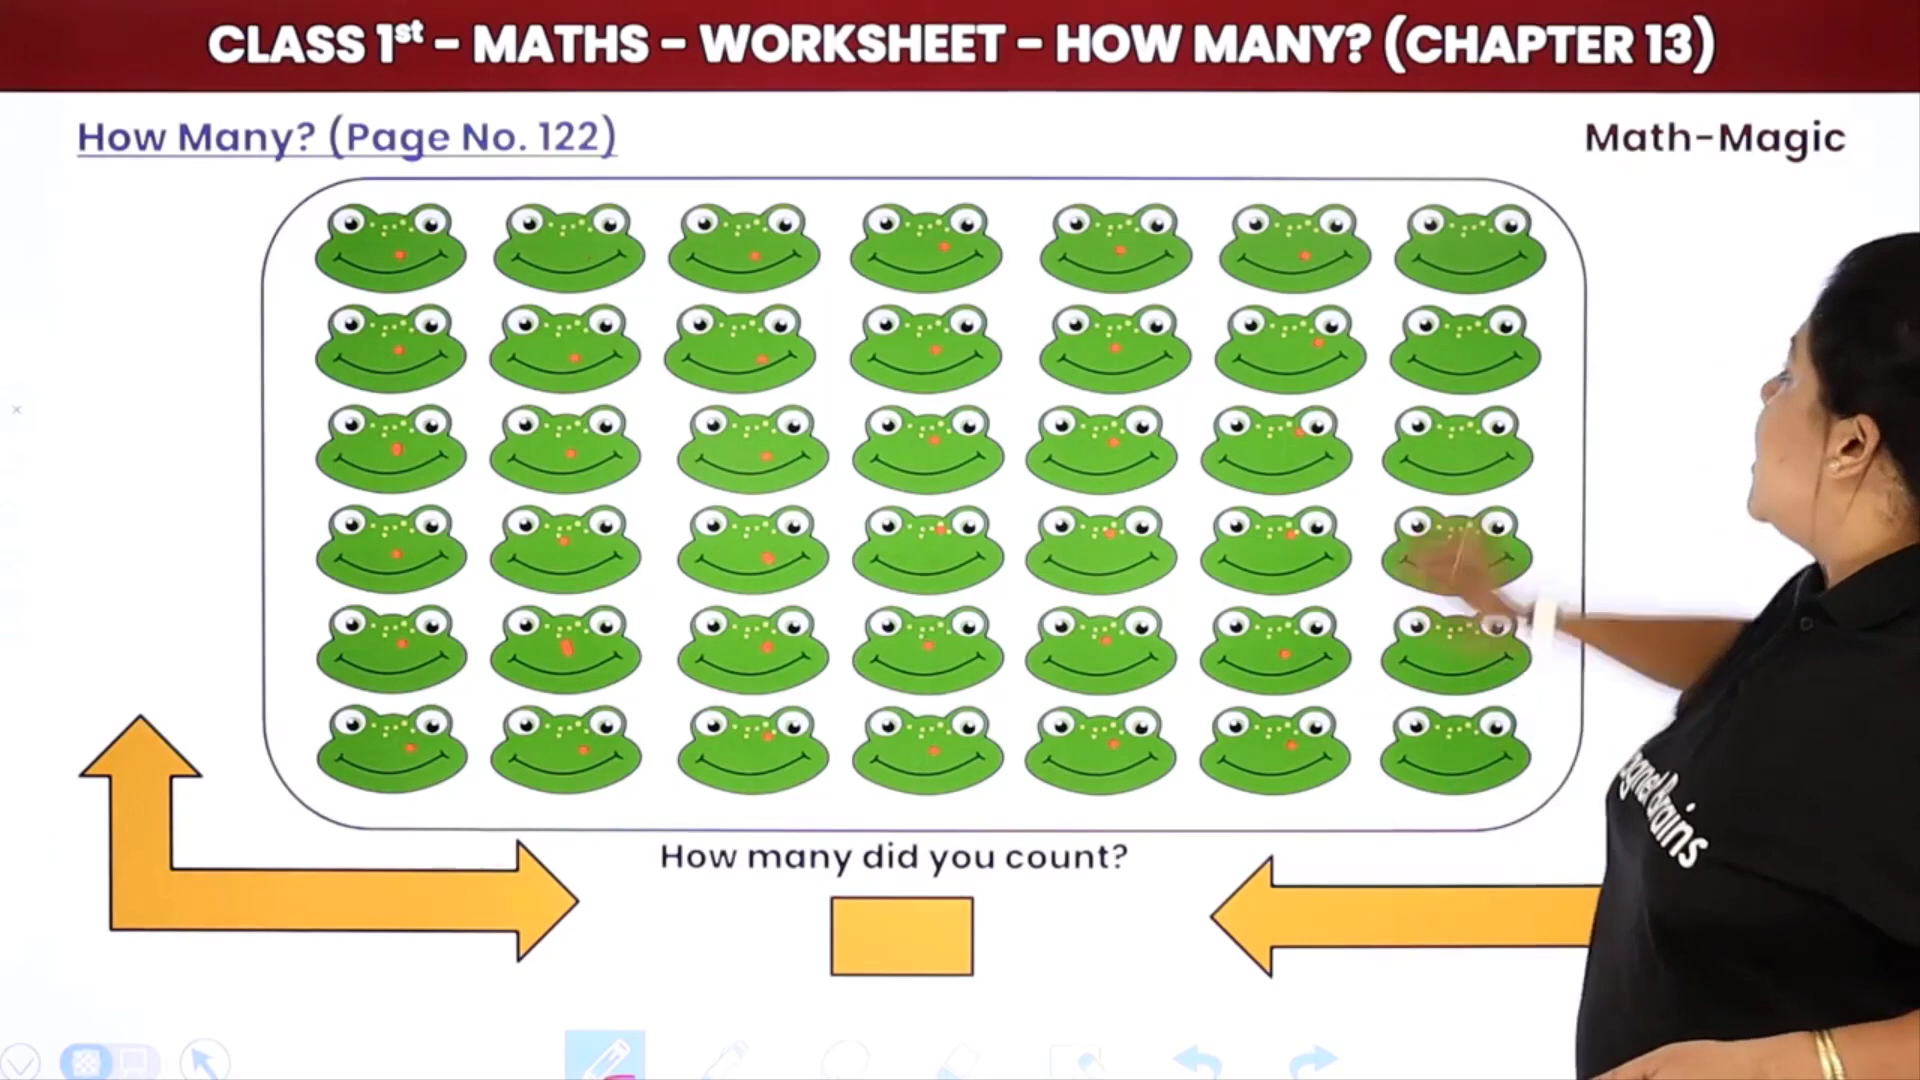 CLASS 1st - MATHS - WORKSHEET - HOW MANY? (CHAPTER 13)
How Many? (Page No. 122)
Math-Magic
How many did you count?
Brains